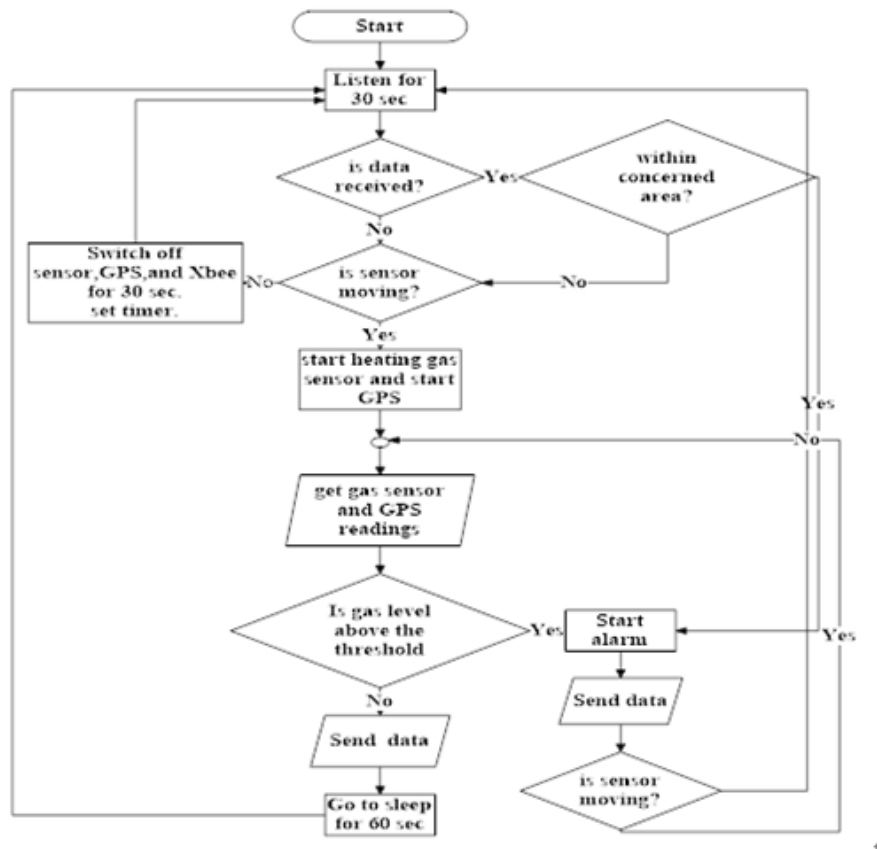 Start
Listen for
30 sec
is data
received?
Yes
within
concerned
area?
No
Switch off
sensor,GPS,and Xbee
for 30 sec.
set timer.
No
is sensor
moving?
No
Yes
start heating gas
sensor and start
GPS
Yes
No
get gas sensor
and GPS
readings
Is gas level
above the
threshold
Yes
Start
alarm
Yes
No
Send data
Send data
is sensor
moving?
Go to sleep
for 60 sec